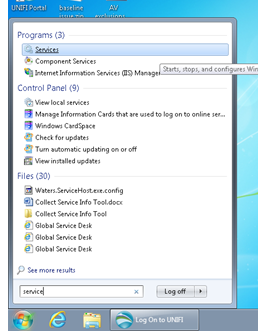 UNIFI Portal
baseline
issue.zip
AV
exclusions
Programs (3)
Services
Component Services
Internet Information Services (IIS) Manager
Starts, stops, and configures Win
Control Panel (9)
View local services
Manage Information Cards that are used to log on to online ser...
Windows CardSpace
Check for updates
Turn automatic updating on or off
View installed updates
Files (30)
Waters.ServiceHost.exe.config
Collect Service Info Tool.docx
Collect Service Info Tool
Global Service Desk
Global Service Desk
Global Service Desk
See more results
service
Log off
Log On to UNIFI